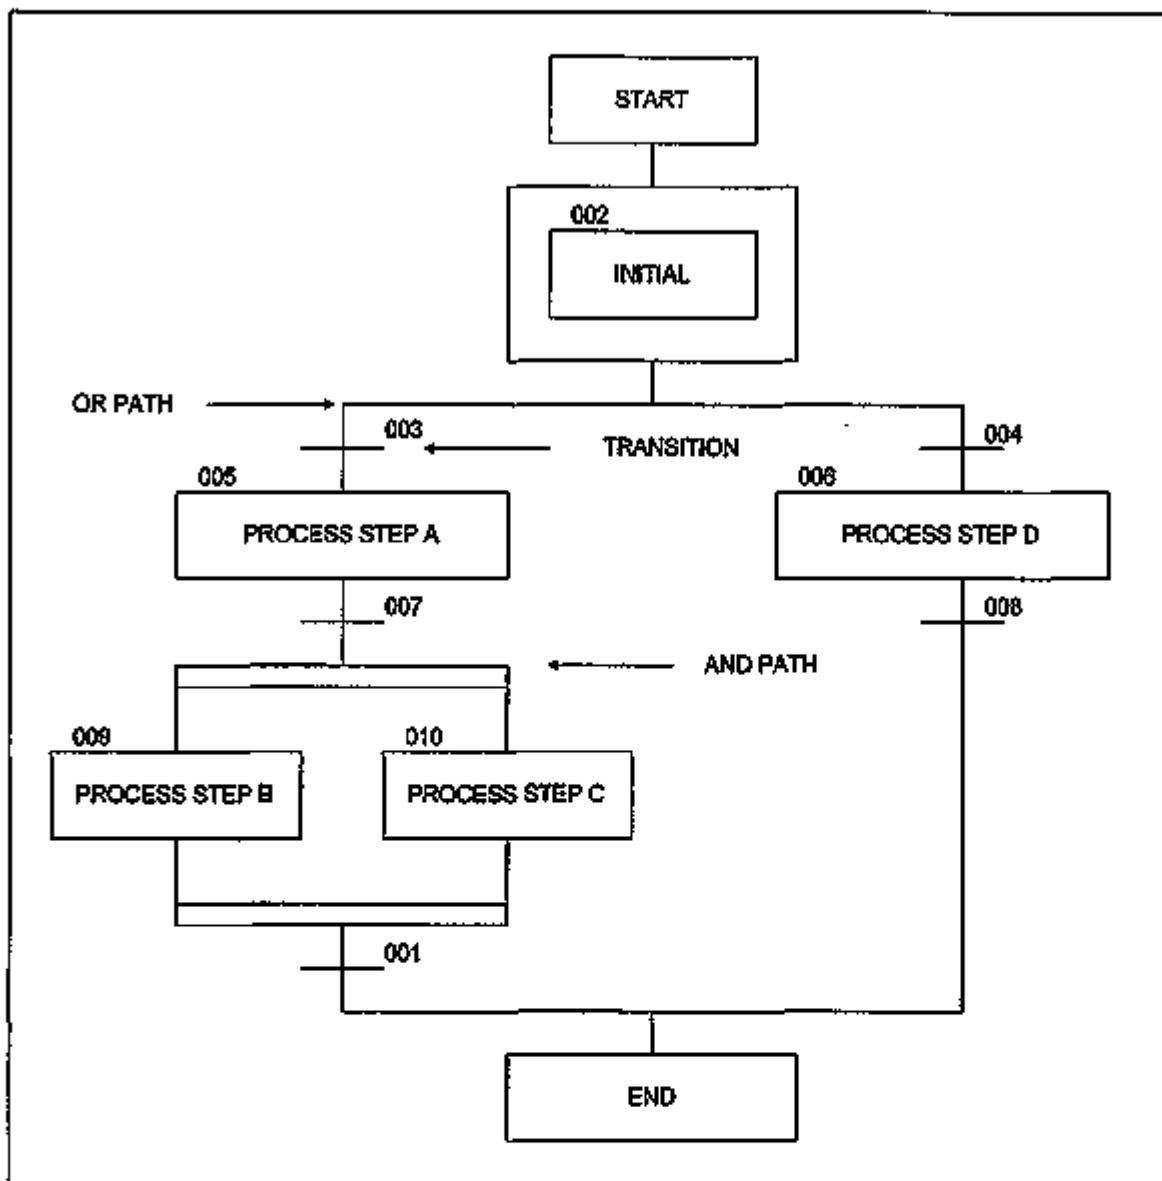 START
002
INITIAL
OR PATH
003
TRANSITION
004
005
006
PROCESS STEP A
PROCESS STEP D
007
008
AND PATH
009
010
PROCESS STEP B
PROCESS STEP C
001
END